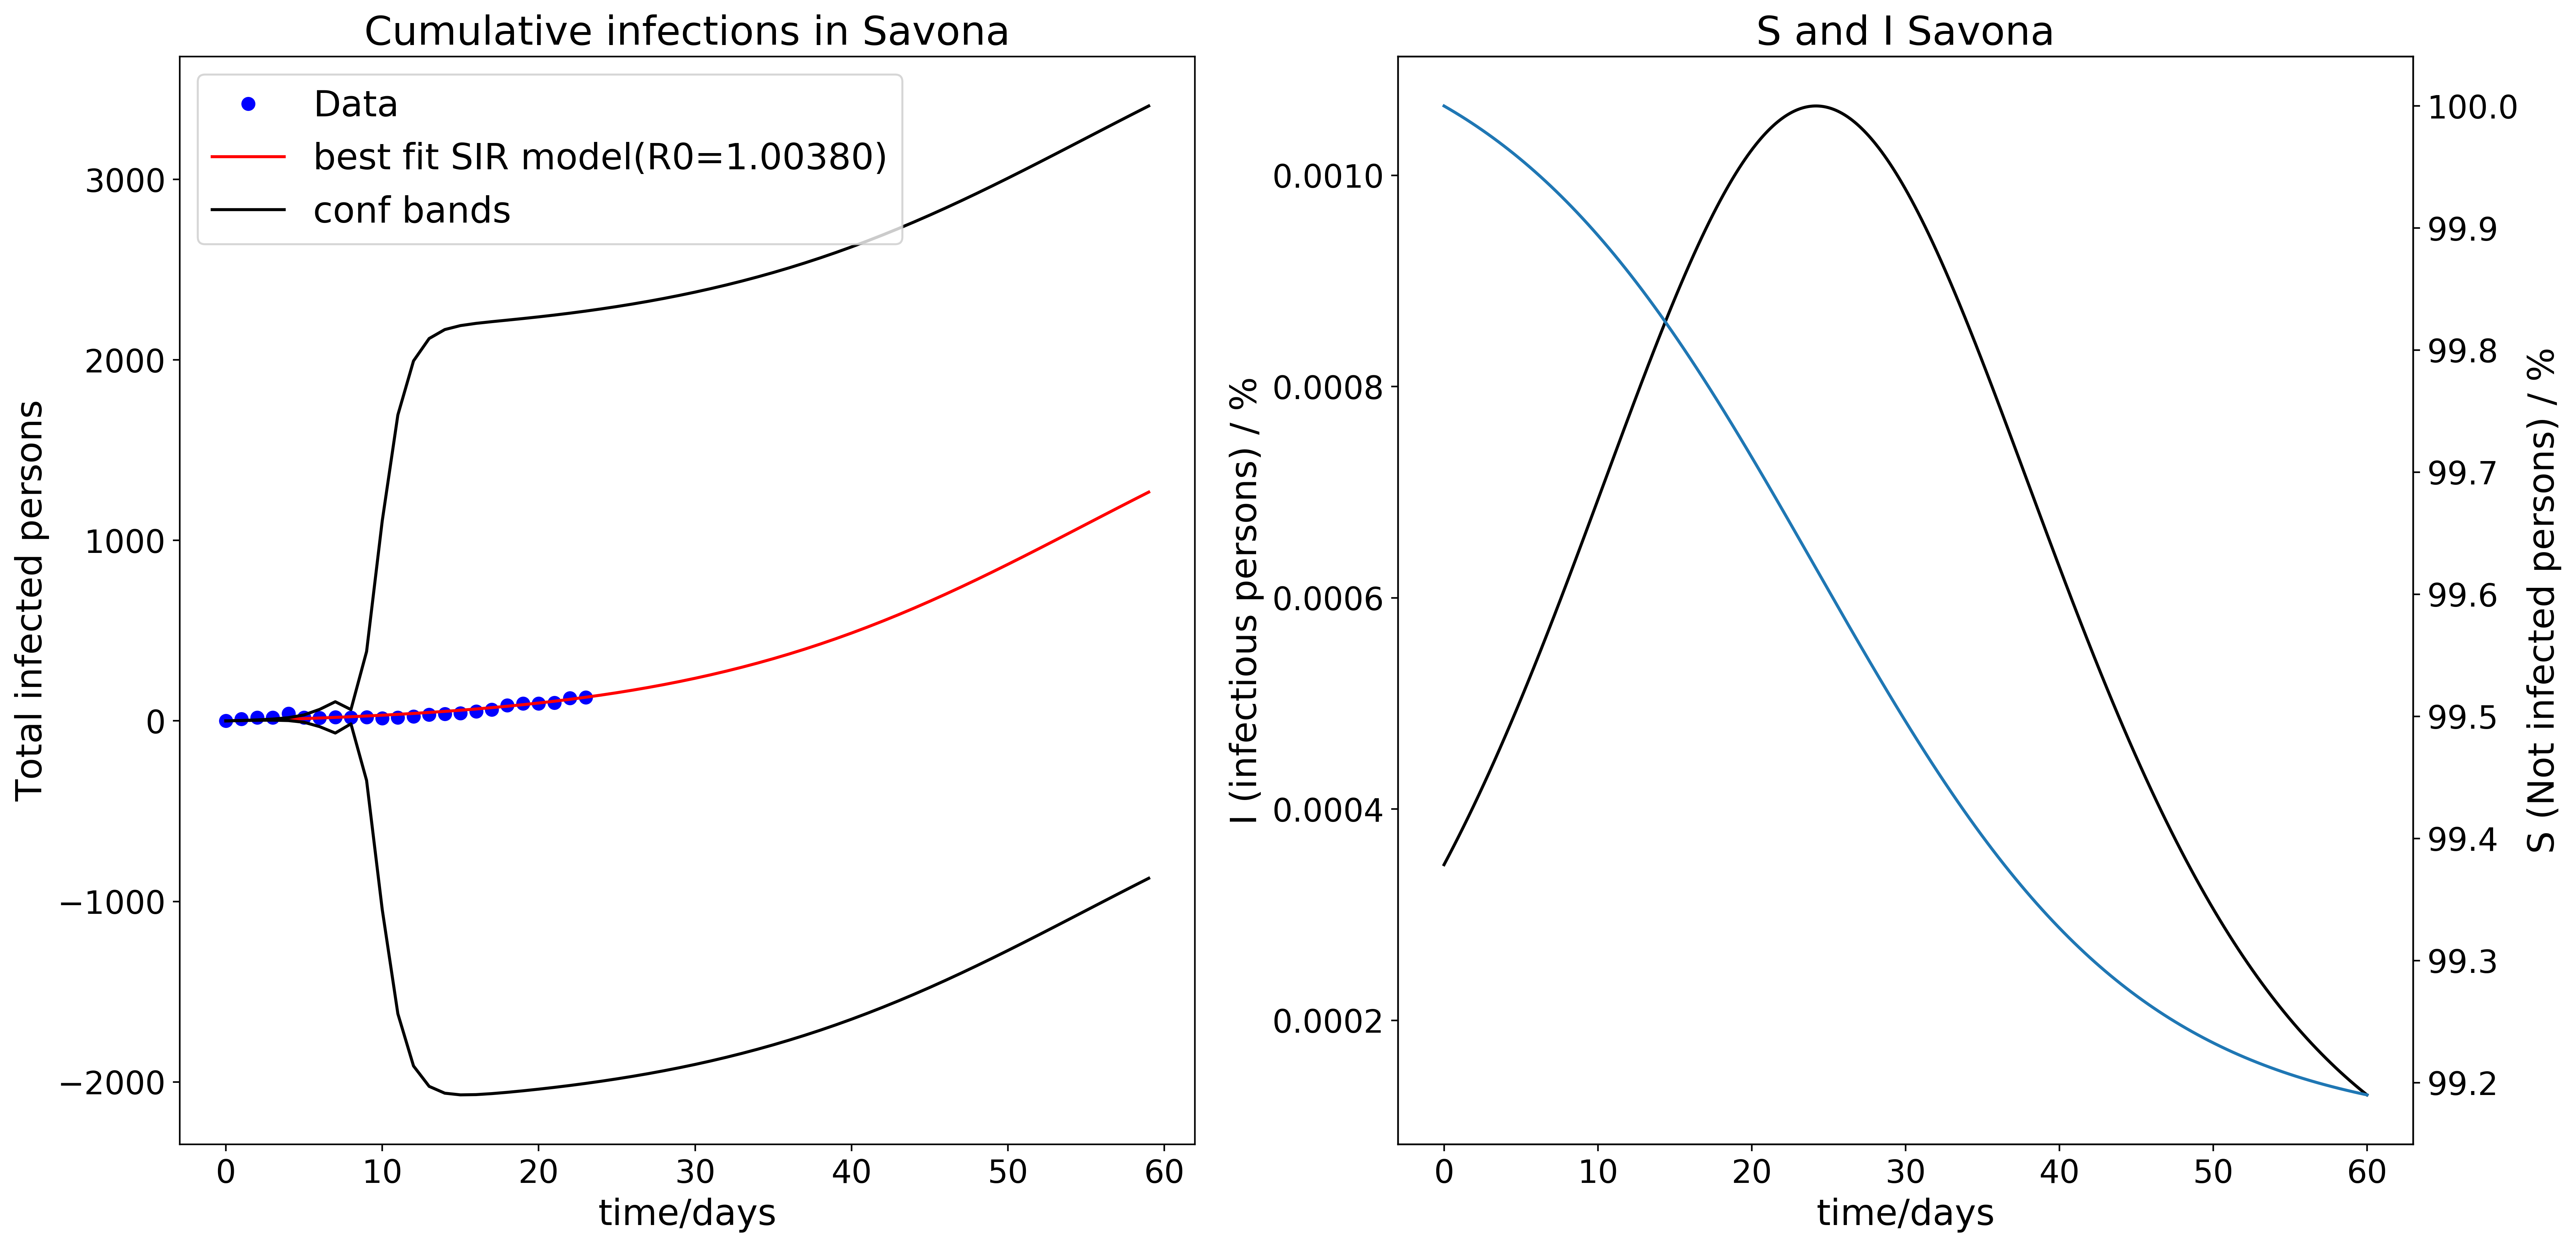 Cumulative infections in Savona
Data
best fit SIR model(R0=1.00380)
conf bands
Total infected persons
3000
2000
1000
0
−1000
−2000
0 10 20 30 40 50 60
time/days
S and I Savona
I (infectious persons) / %
0.0010
0.0008
0.0006
0.0004
0.0002
0 10 20 30 40 50 60
time/days
100.0
99.9
99.8
99.7
99.6
99.5
99.4
99.3
99.2
S (Not infected persons) / %